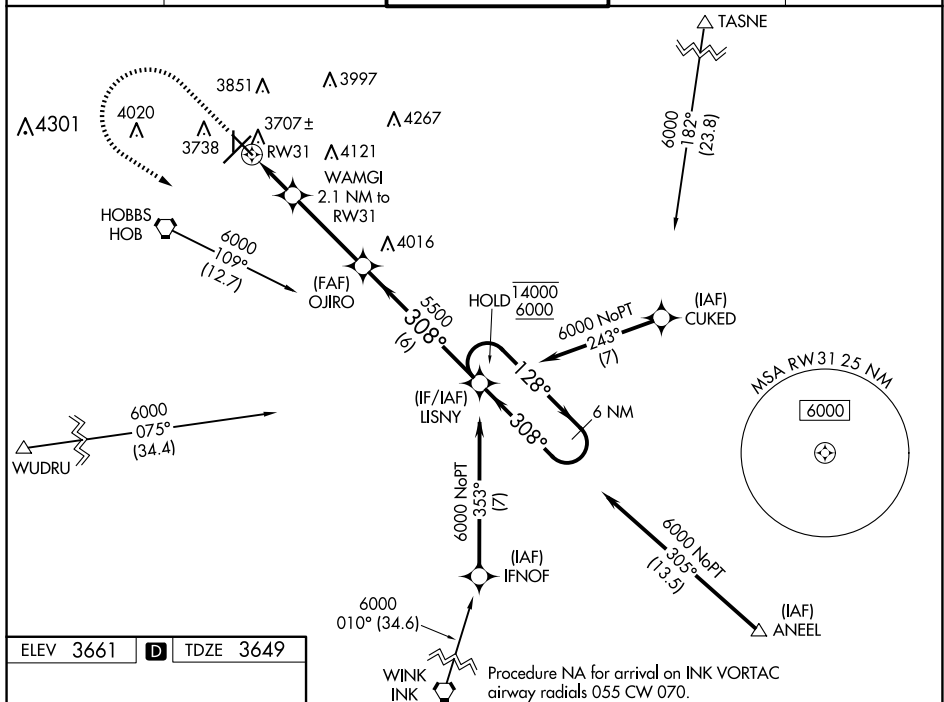 TASNE
6000
182°
(23.8)
3851
3997
4301
4020
3738
3707±
4267
RW31
4121
WAMGI
2.1 NM to
RW31
HOBBS
HOB
6000
109°
(12.7)
4016
(FAF)
OJIRO
5500
308°
(6)
HOLD
14000
6000
6000 NoPT
243°
(7)
(IAF)
CUKED
128°
(IF/IAF)
LISNY
308°
6 NM
MSA RW31 25 NM
6000
6000
075°
(34.4)
WUDRU
6000 NoPT
353°
(7)
6000 NoPT
305°
(13.5)
(IAF)
IFNOF
(IAF)
ANEEL
6000
010° (34.6)
ELEV 3661
D
TDZE 3649
WINK
INK
Procedure NA for arrival on INK VORTAC
airway radials 055 CW 070.